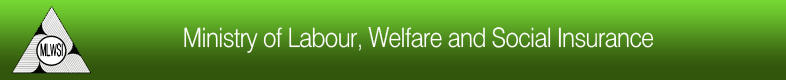 MLWSI
Ministry of Labour, Welfare and Social Insurance